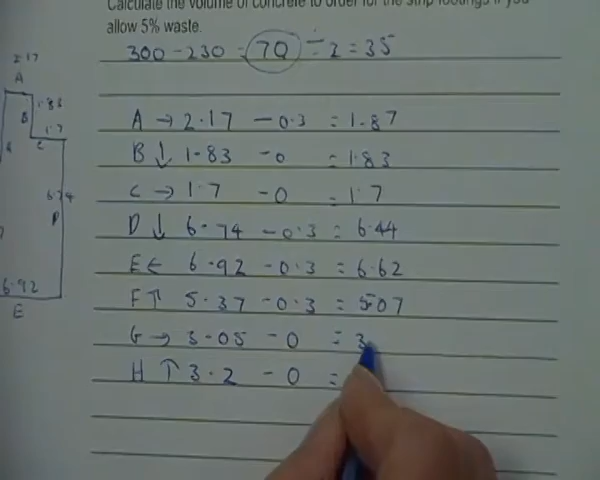 Calculate the volume of concrete to order for the strip footings if you
allow 5% waste.
300 - 230 = 70 ÷ 2 = 35
2.17
A
B
1.83
1.7
C
6.74
D
6.92
E
A → 2.17 - 0.3 = 1.87
B ↓ 1.83 - 0 = 1.83
C → 1.7 - 0 = 1.7
D ↓ 6.74 - 0.3 = 6.44
E ← 6.92 - 0.3 = 6.62
F ↑ 5.37 - 0.3 = 5.07
G → 3.05 - 0 = 3
H ↑ 3.2 - 0 =